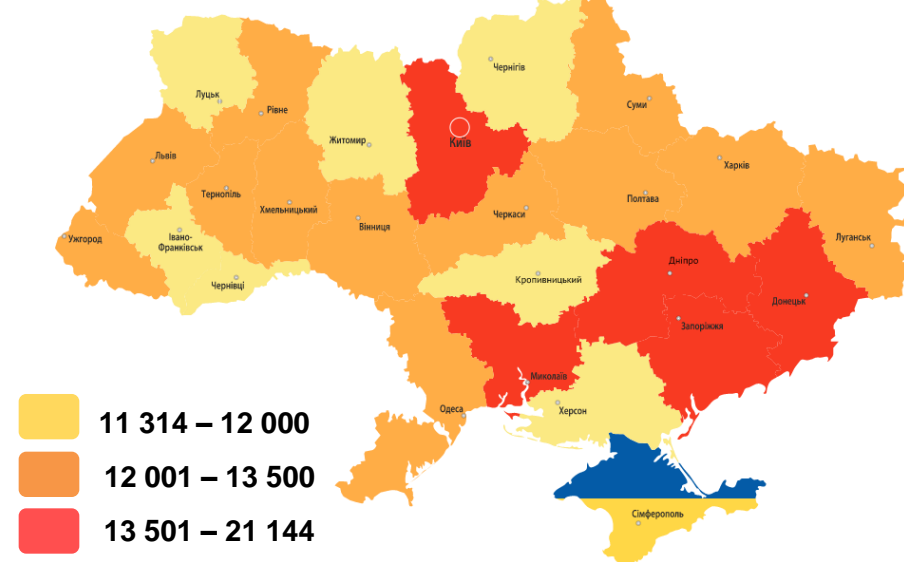 Чернігів
Луцьк
Суми
Рівне
Київ
Житомир
Львів
Харків
Тернопіль
Хмельницький
Полтава
Черкаси
Вінниця
Ужгород
Івано-
Франківськ
Луганськ
Дніпро
Чернівці
Кропивницький
Донецьк
Запоріжжя
Миколаїв
Одеса
Херсон
11 314 – 12 000
12 001 – 13 500
Сімферополь
13 501 – 21 144